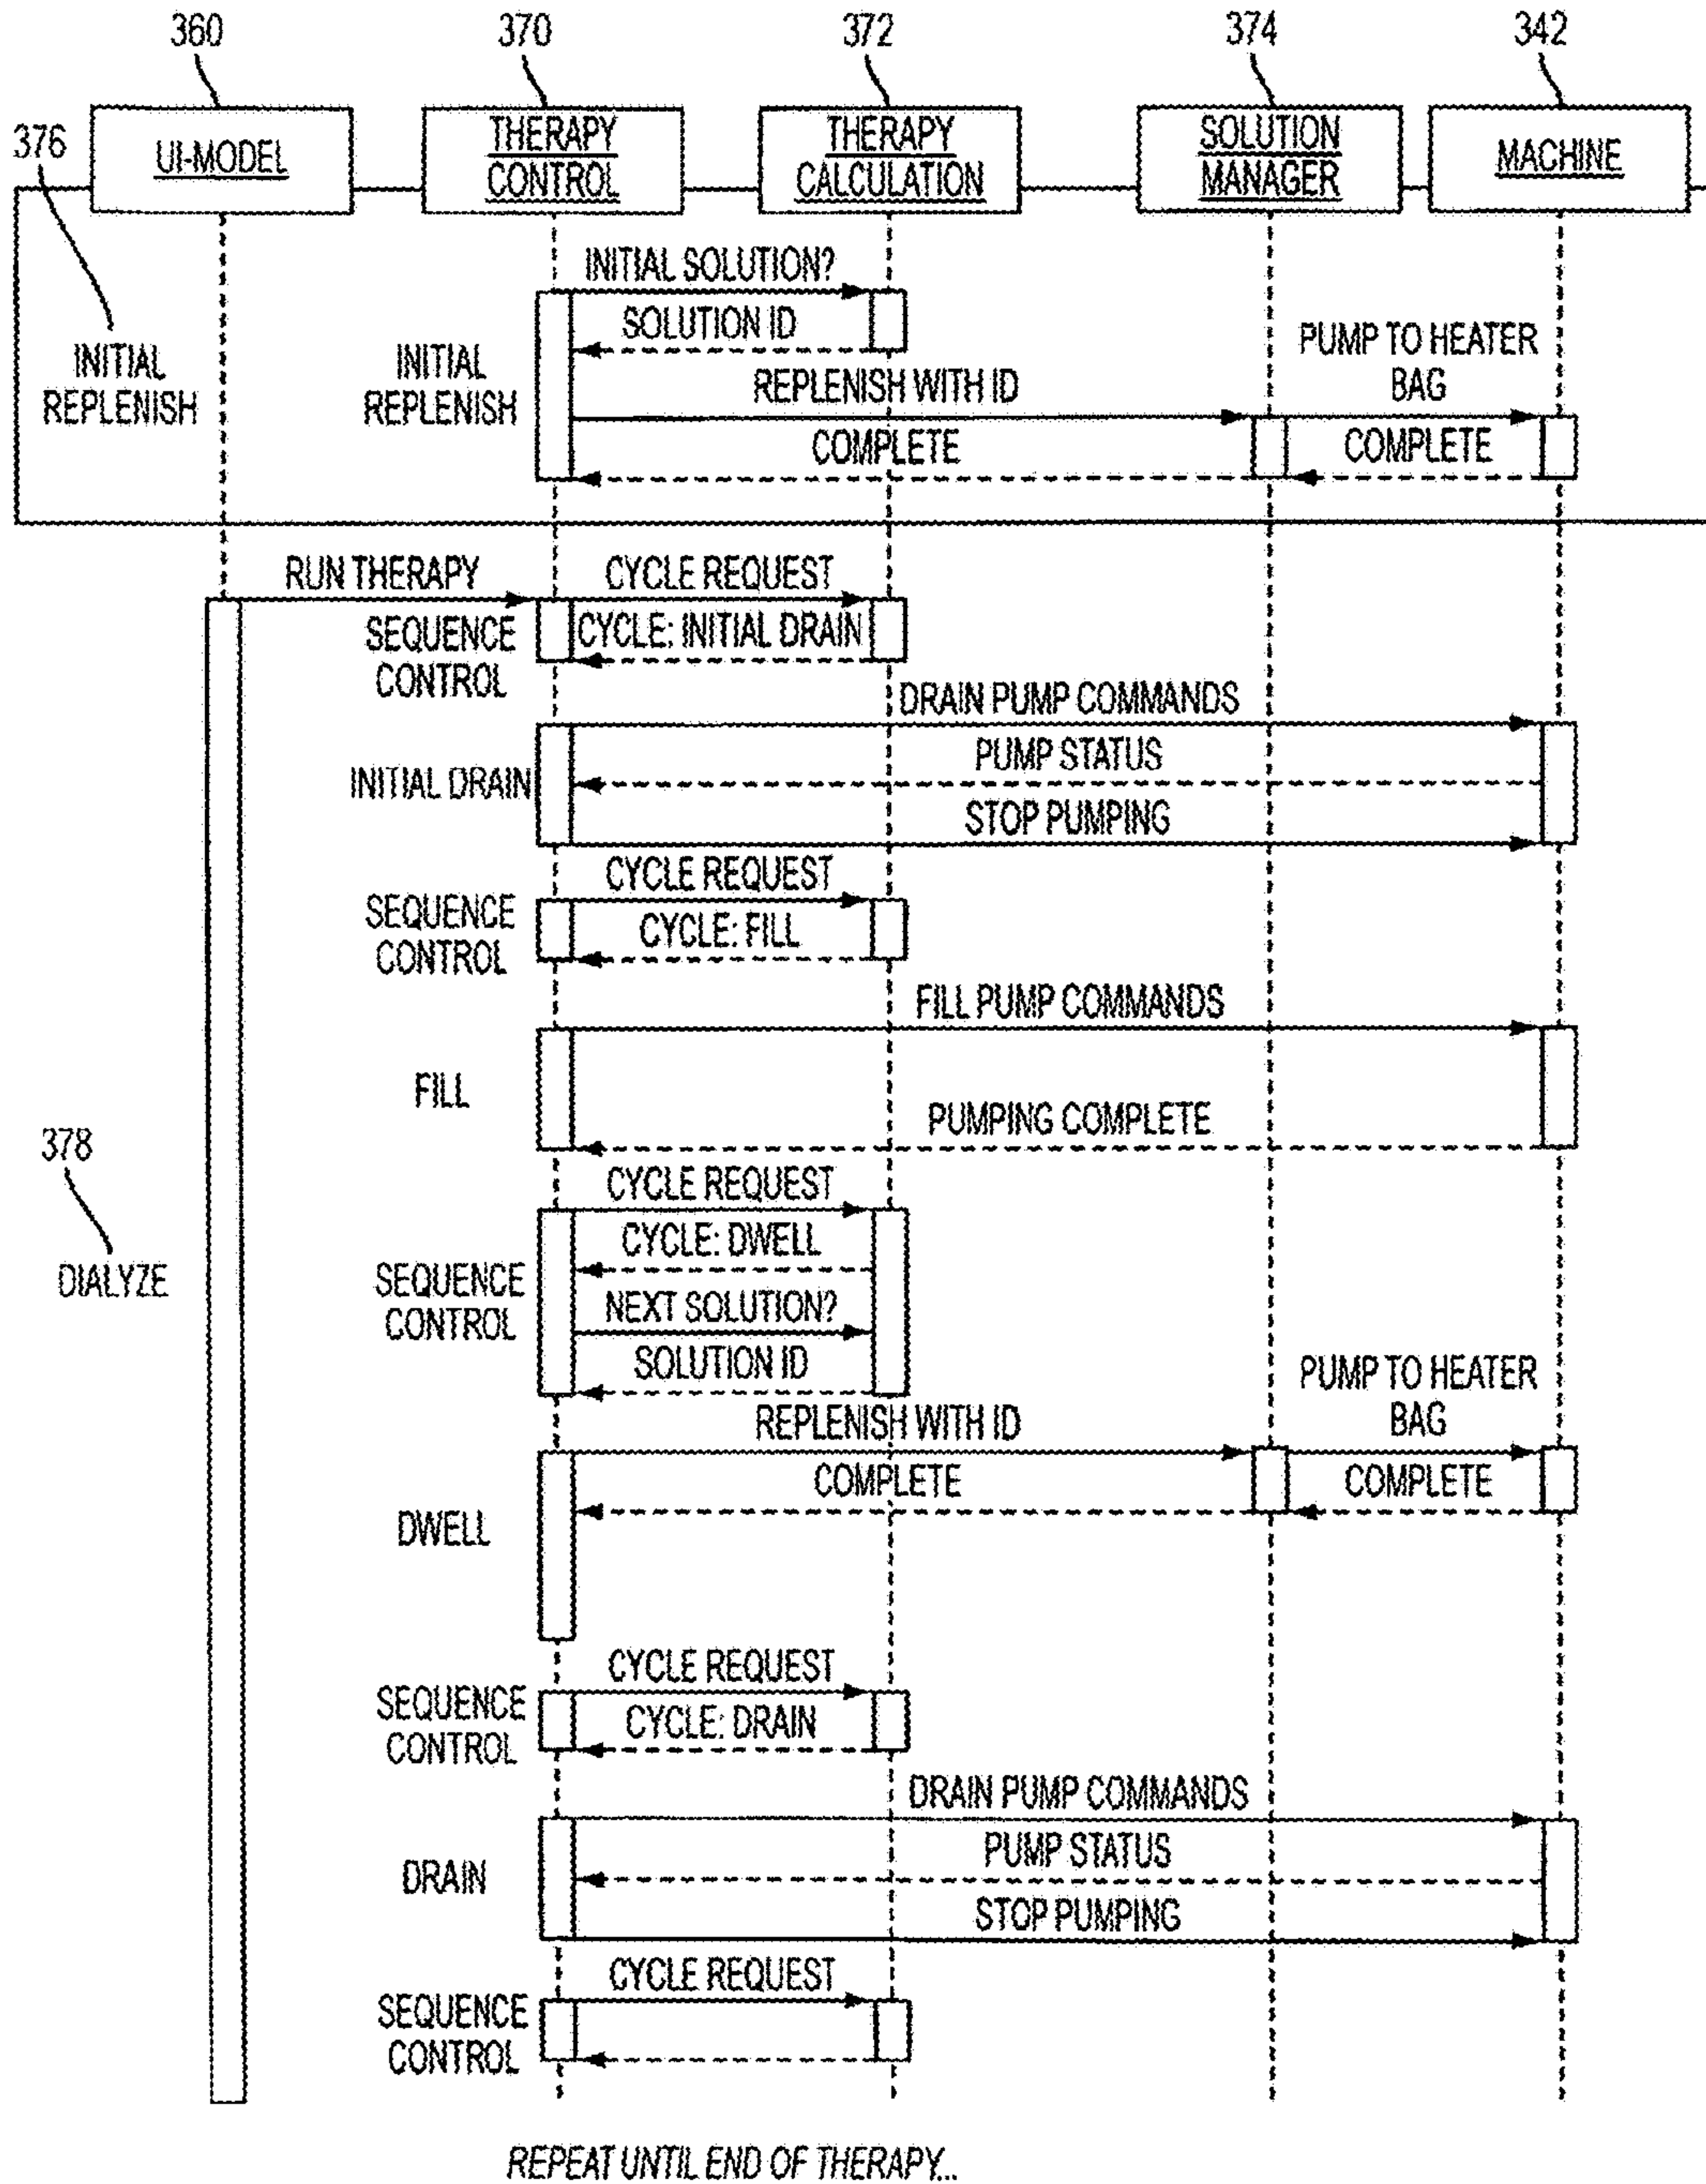 360
370
372
374
342
376
UI-MODEL
THERAPY
CONTROL
THERAPY
CALCULATION
SOLUTION
MANAGER
MACHINE
INITIAL
REPLENISH
INITIAL
REPLENISH
INITIAL SOLUTION?
SOLUTION ID
REPLENISH WITH ID
COMPLETE
PUMP TO HEATER
BAG
COMPLETE
RUN THERAPY
CYCLE REQUEST
SEQUENCE
CONTROL
CYCLE: INITIAL DRAIN
DRAIN PUMP COMMANDS
INITIAL DRAIN
PUMP STATUS
STOP PUMPING
CYCLE REQUEST
SEQUENCE
CONTROL
CYCLE: FILL
FILL PUMP COMMANDS
FILL
PUMPING COMPLETE
378
DIALYZE
CYCLE REQUEST
CYCLE: DWELL
SEQUENCE
CONTROL
NEXT SOLUTION?
SOLUTION ID
REPLENISH WITH ID
PUMP TO HEATER
BAG
COMPLETE
COMPLETE
DWELL
CYCLE REQUEST
SEQUENCE
CONTROL
CYCLE: DRAIN
DRAIN PUMP COMMANDS
PUMP STATUS
DRAIN
STOP PUMPING
CYCLE REQUEST
SEQUENCE
CONTROL
REPEAT UNTIL END OF THERAPY...